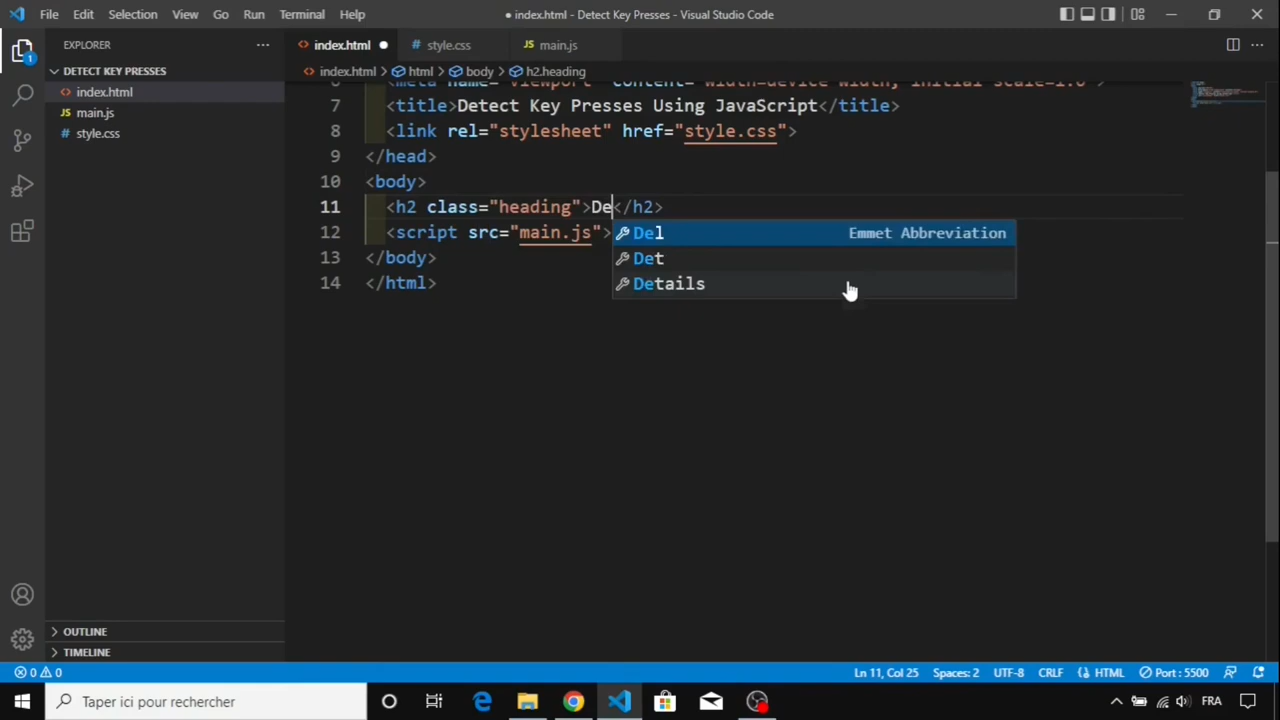 File Edit Selection View Go Run Terminal Help
● index.html - Detect Key Presses - Visual Studio Code
EXPLORER
index.html
style.css
JS main.js
DETECT KEY PRESSES
index.html > html > body > h2.heading
index.html
JS main.js
style.css
1
7 <title>Detect Key Presses Using JavaScript</title>
8 <link rel="stylesheet" href="style.css">
9 </head>
10 <body>
11 <h2 class="heading">De</h2>
12 <script src="main.js">
13 </body>
14 </html>
Del Emmet Abbreviation
Det
Details
OUTLINE
TIMELINE
0 0
Ln 11, Col 25 Spaces: 2 UTF-8 CRLF HTML Port : 5500
Taper ici pour rechercher
FRA